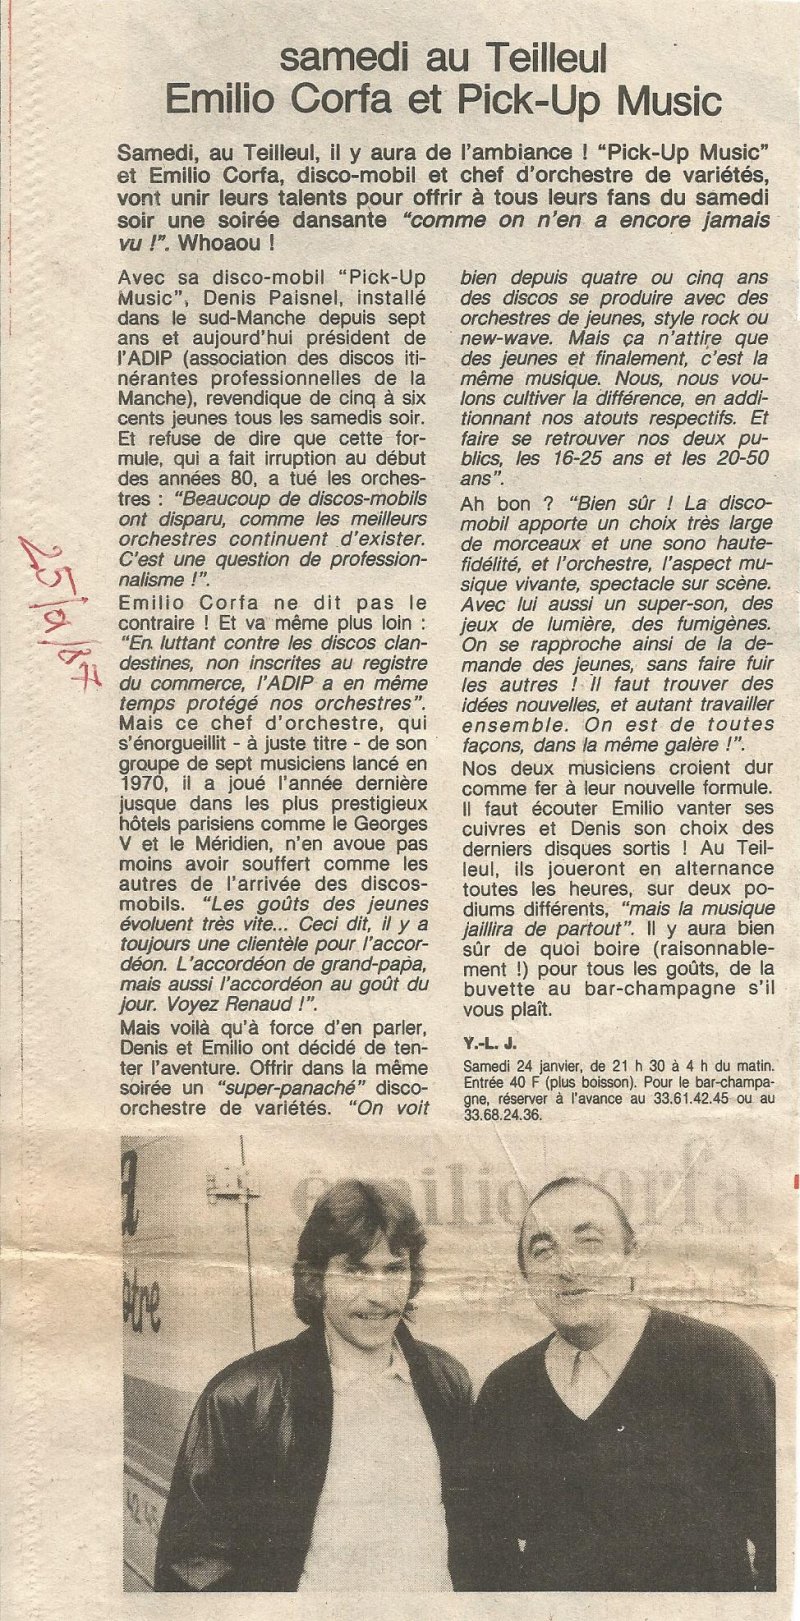 samedi au Teilleul
Emilio Corfa et Pick-Up Music
Samedi, au Teilleul, il y aura de l'ambiance ! “Pick-Up Music”
et Emilio Corfa, disco-mobil et chef d'orchestre de variétés,
vont unir leurs talents pour offrir à tous leurs fans du samedi
soir une soirée dansante “comme on n'en a encore jamais
vu !”. Whoaou !
Avec sa disco-mobil “Pick-Up
Music”, Denis Paisnel, installé
dans le sud-Manche depuis sept
ans et aujourd'hui président de
l'ADIP (association des discos iti-
nérantes professionnelles de la
Manche), revendique de cinq à six
cents jeunes tous les samedis soir.
Et refuse de dire que cette for-
mule, qui a fait irruption au début
des années 80, a tué les orches-
tres : “Beaucoup de discos-mobils
ont disparu, comme les meilleurs
orchestres continuent d'exister.
C'est une question de profession-
nalisme !”.
Emilio Corfa ne dit pas le
contraire ! Et va même plus loin :
“En luttant contre les discos clan-
destines, non inscrites au registre
du commerce, l'ADIP a en même
temps protégé nos orchestres”.
Mais ce chef d'orchestre, qui
s'énorgueillit - à juste titre - de son
groupe de sept musiciens lancé en
1970, il a joué l'année dernière
jusque dans les plus prestigieux
hôtels parisiens comme le Georges
V et le Méridien, n'en avoue pas
moins avoir souffert comme les
autres de l'arrivée des discos-
mobils. “Les goûts des jeunes
évoluent très vite... Ceci dit, il y a
toujours une clientèle pour l'accor-
déon. L'accordéon de grand-papa,
mais aussi l'accordéon au goût du
jour. Voyez Renaud !”.
Mais voilà qu'à force d'en parler,
Denis et Emilio ont décidé de ten-
ter l'aventure. Offrir dans la même
soirée un “super-panaché” disco-
orchestre de variétés. “On voit
bien depuis quatre ou cinq ans
des discos se produire avec des
orchestres de jeunes, style rock ou
new-wave. Mais ça n'attire que
des jeunes et finalement, c'est la
même musique. Nous, nous vou-
lons cultiver la différence, en addi-
tionnant nos atouts respectifs. Et
faire se retrouver nos deux pu-
blics, les 16-25 ans et les 20-50
ans”.
Ah bon ? “Bien sûr ! La disco-
mobil apporte un choix très large
de morceaux et une sono haute-
fidélité, et l'orchestre, l'aspect mu-
sique vivante, spectacle sur scène.
Avec lui aussi un super-son, des
jeux de lumière, des fumigènes.
On se rapproche ainsi de la de-
mande des jeunes, sans faire fuir
les autres ! Il faut trouver des
idées nouvelles, et autant travailler
ensemble. On est de toutes
façons, dans la même galère !”.
Nos deux musiciens croient dur
comme fer à leur nouvelle formule.
Il faut écouter Emilio vanter ses
cuivres et Denis son choix des
derniers disques sortis ! Au Teil-
leul, ils joueront en alternance
toutes les heures, sur deux po-
diums différents, “mais la musique
jaillira de partout”. Il y aura bien
sûr de quoi boire (raisonnable-
ment !) pour tous les goûts, de la
buvette au bar-champagne s'il
vous plaît.
Y.-L. J.
Samedi 24 janvier, de 21 h 30 à 4 h du matin.
Entrée 40 F (plus boisson). Pour le bar-champa-
gne, réserver à l'avance au 33.61.42.45 ou au
33.68.24.36.
25/01/87
emilio corfa
a
otre
42 45